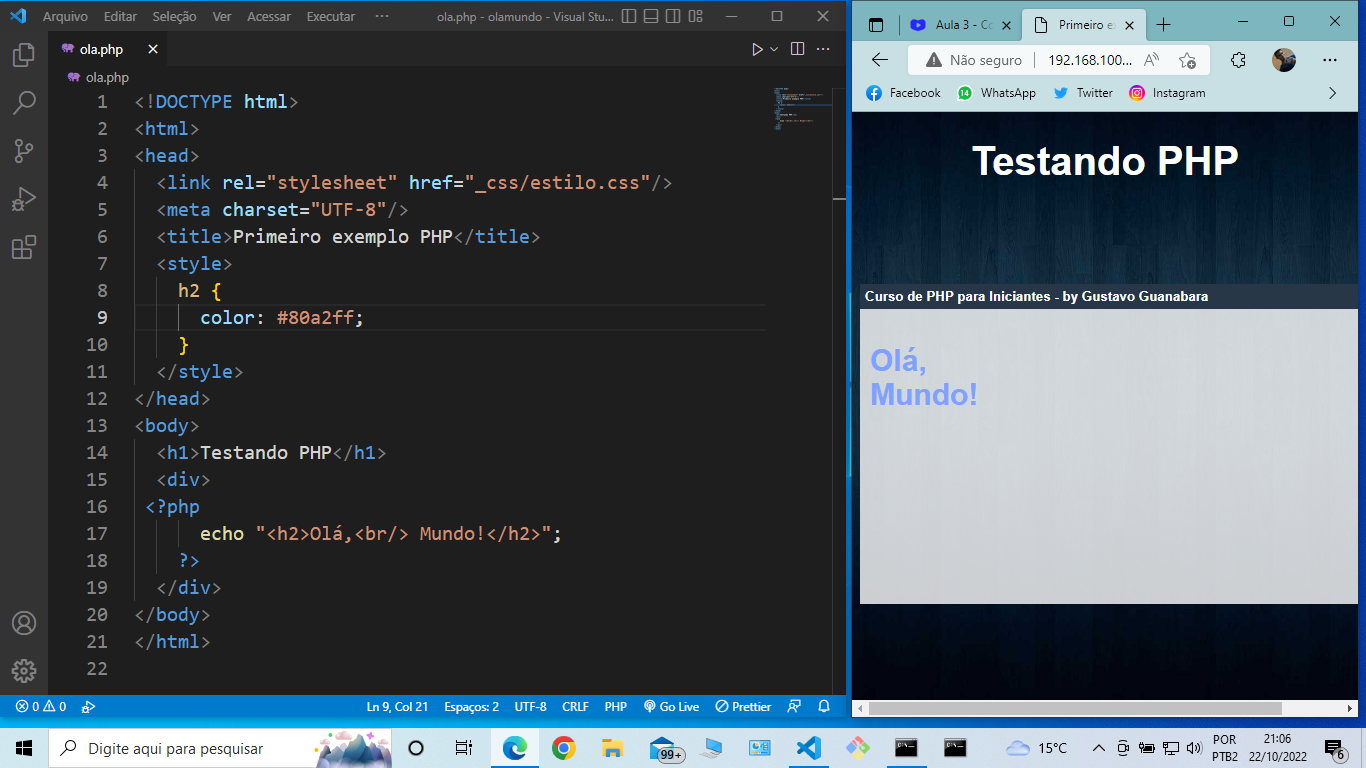 Arquivo Editar Seleção Ver Acessar Executar ··· ola.php - olamundo - Visual Stu...
ola.php
ola.php
1 <!DOCTYPE html>
2 <html>
3 <head>
4 <link rel="stylesheet" href="_css/estilo.css"/>
5 <meta charset="UTF-8"/>
6 <title>Primeiro exemplo PHP</title>
7 <style>
8 h2 {
9 color: #80a2ff;
10 }
11 </style>
12 </head>
13 <body>
14 <h1>Testando PHP</h1>
15 <div>
16 <?php
17 echo "<h2>Olá,<br/> Mundo!</h2>";
18 ?>
19 </div>
20 </body>
21 </html>
22
0 0 Ln 9, Col 21 Espaços: 2 UTF-8 CRLF PHP Go Live Prettier
Aula 3 - Co Primeiro e
Não seguro 192.168.100...
Facebook 14 WhatsApp Twitter Instagram
Testando PHP
Curso de PHP para Iniciantes - by Gustavo Guanabara
Olá,
Mundo!
Digite aqui para pesquisar 99+ 15°C POR 21:06
PTB2 22/10/2022 6